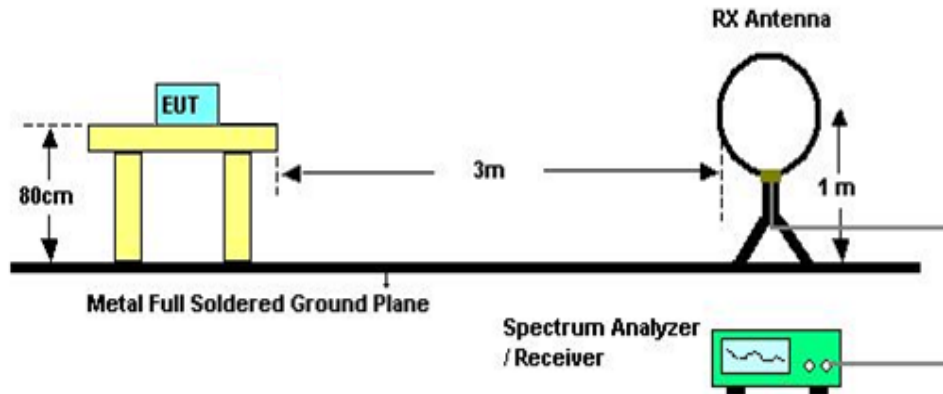 RX Antenna
EUT
3m
80cm
1 m
Metal Full Soldered Ground Plane
Spectrum Analyzer
/ Receiver